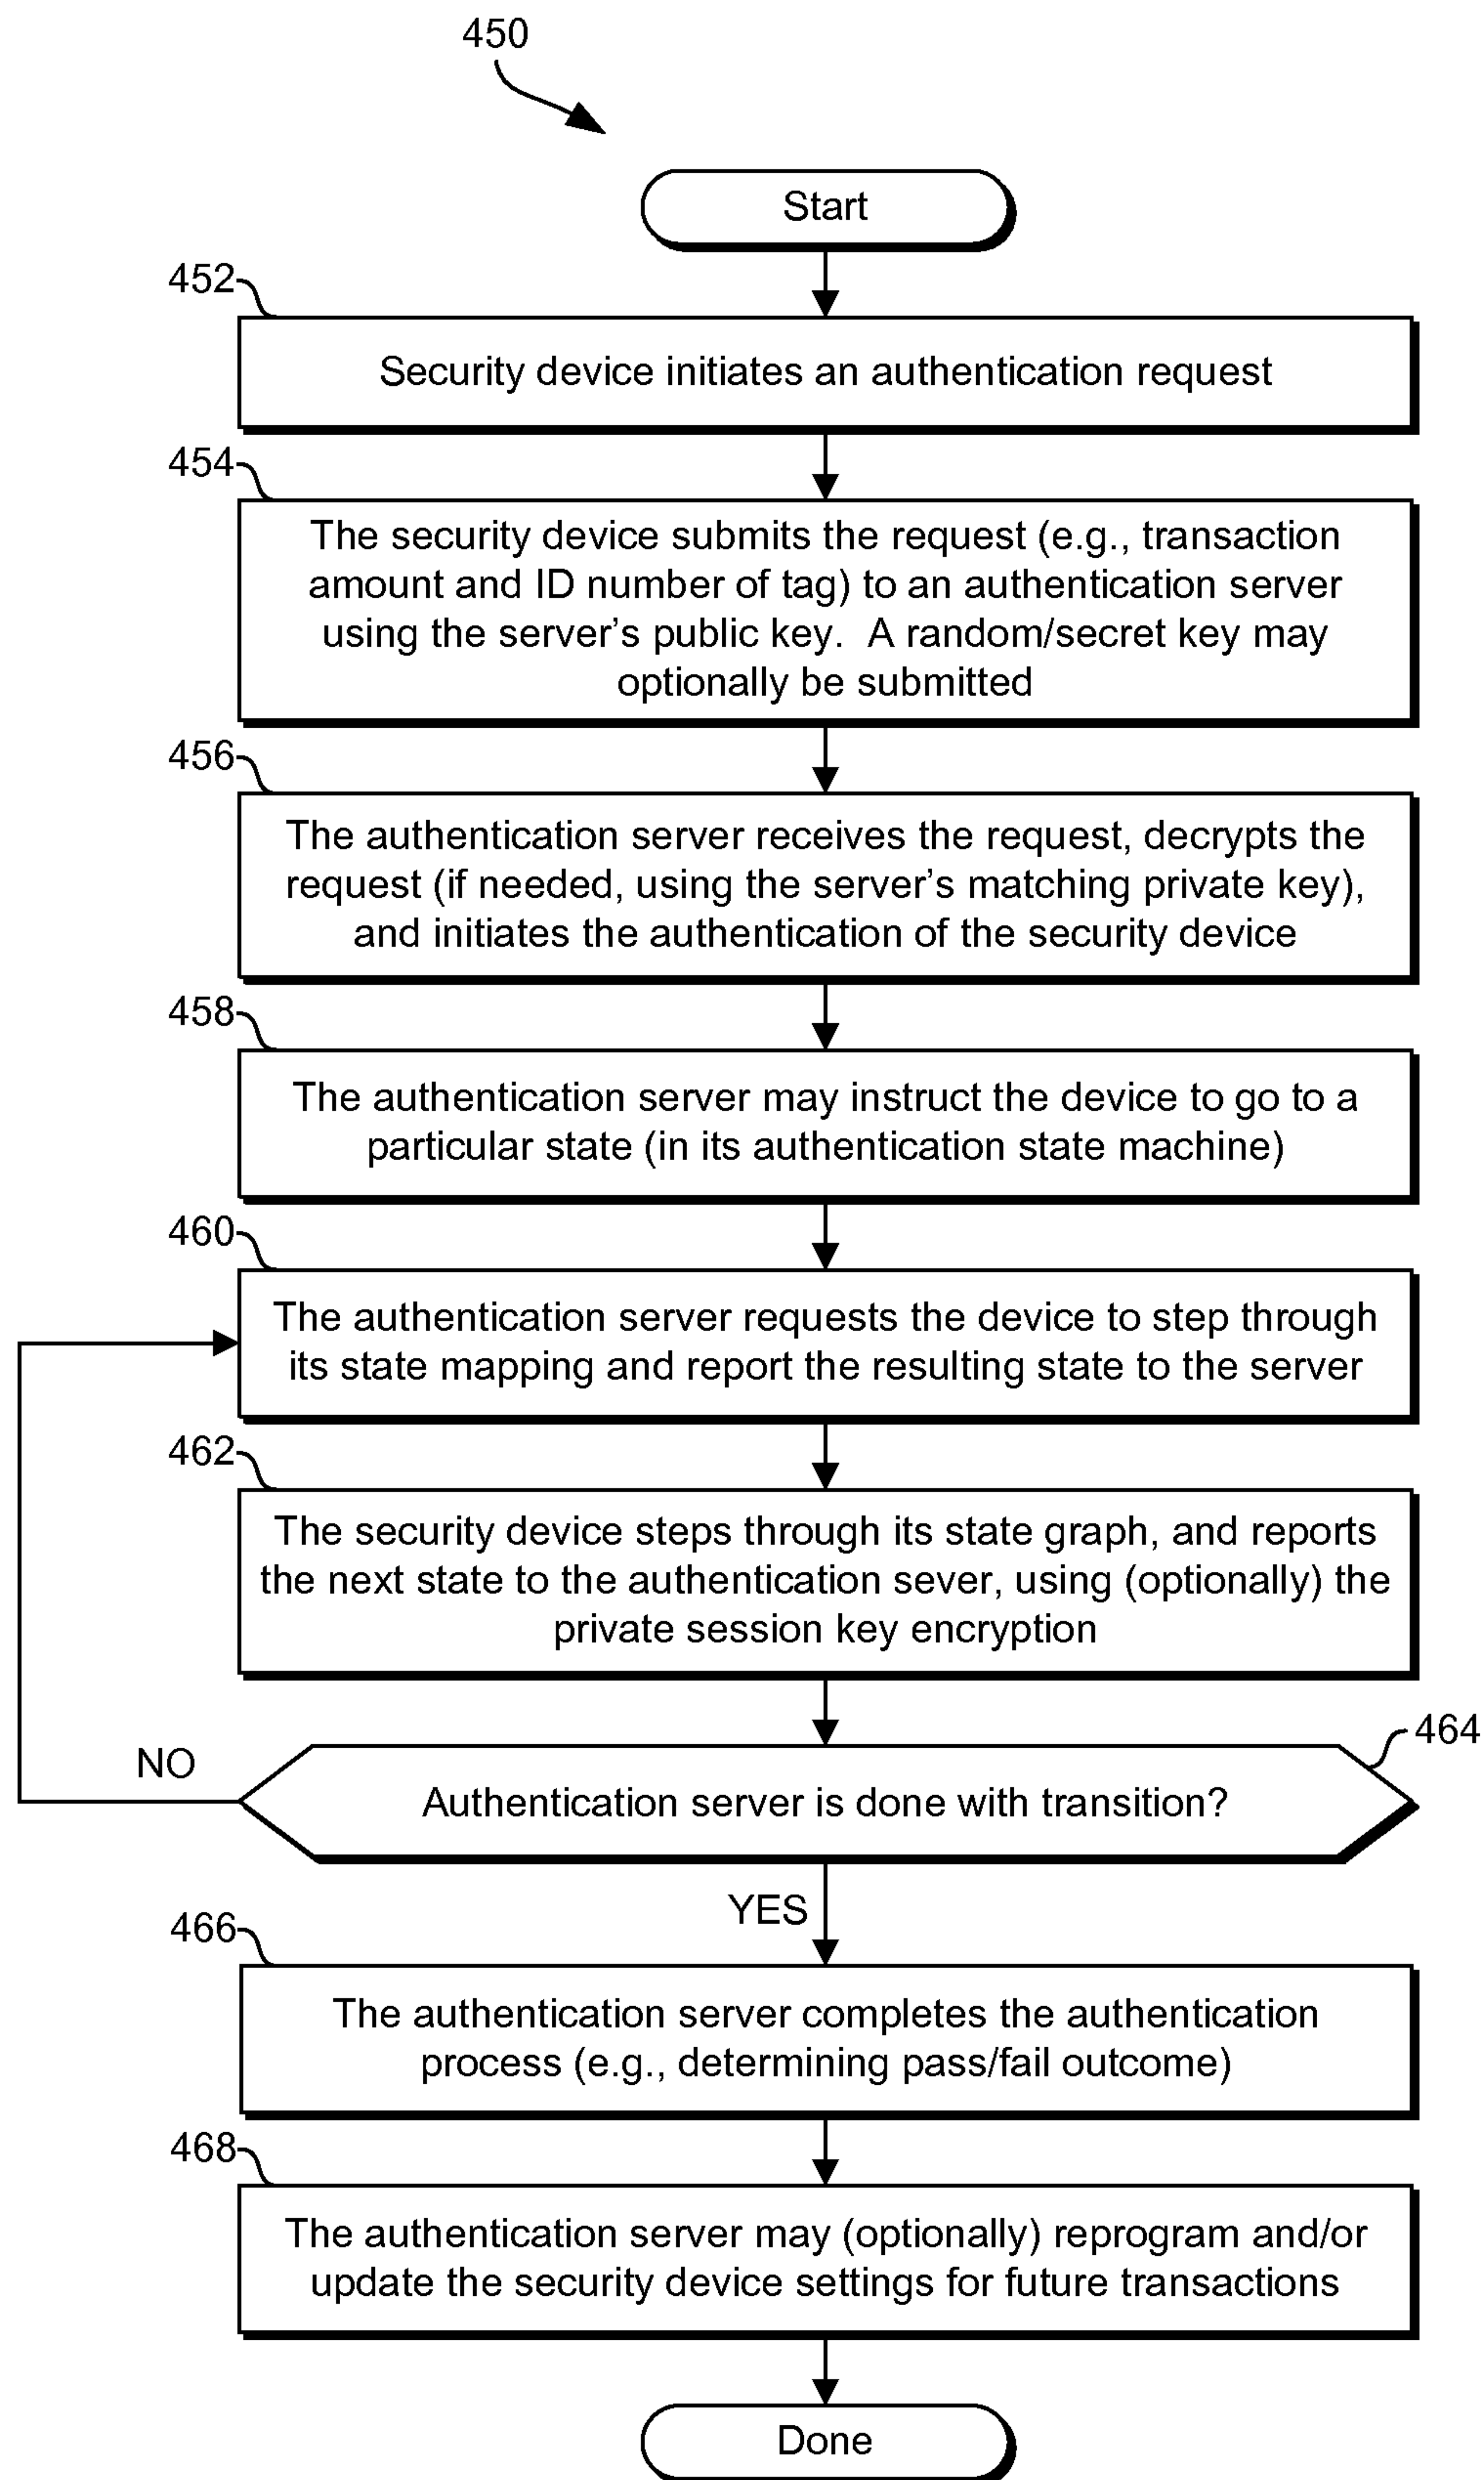 450
Start
452
Security device initiates an authentication request
454
The security device submits the request (e.g., transaction
amount and ID number of tag) to an authentication server
using the server's public key.  A random/secret key may
optionally be submitted
456
The authentication server receives the request, decrypts the
request (if needed, using the server's matching private key),
and initiates the authentication of the security device
458
The authentication server may instruct the device to go to a
particular state (in its authentication state machine)
460
The authentication server requests the device to step through
its state mapping and report the resulting state to the server
462
The security device steps through its state graph, and reports
the next state to the authentication sever, using (optionally) the
private session key encryption
464
NO
Authentication server is done with transition?
YES
466
The authentication server completes the authentication
process (e.g., determining pass/fail outcome)
468
The authentication server may (optionally) reprogram and/or
update the security device settings for future transactions
Done